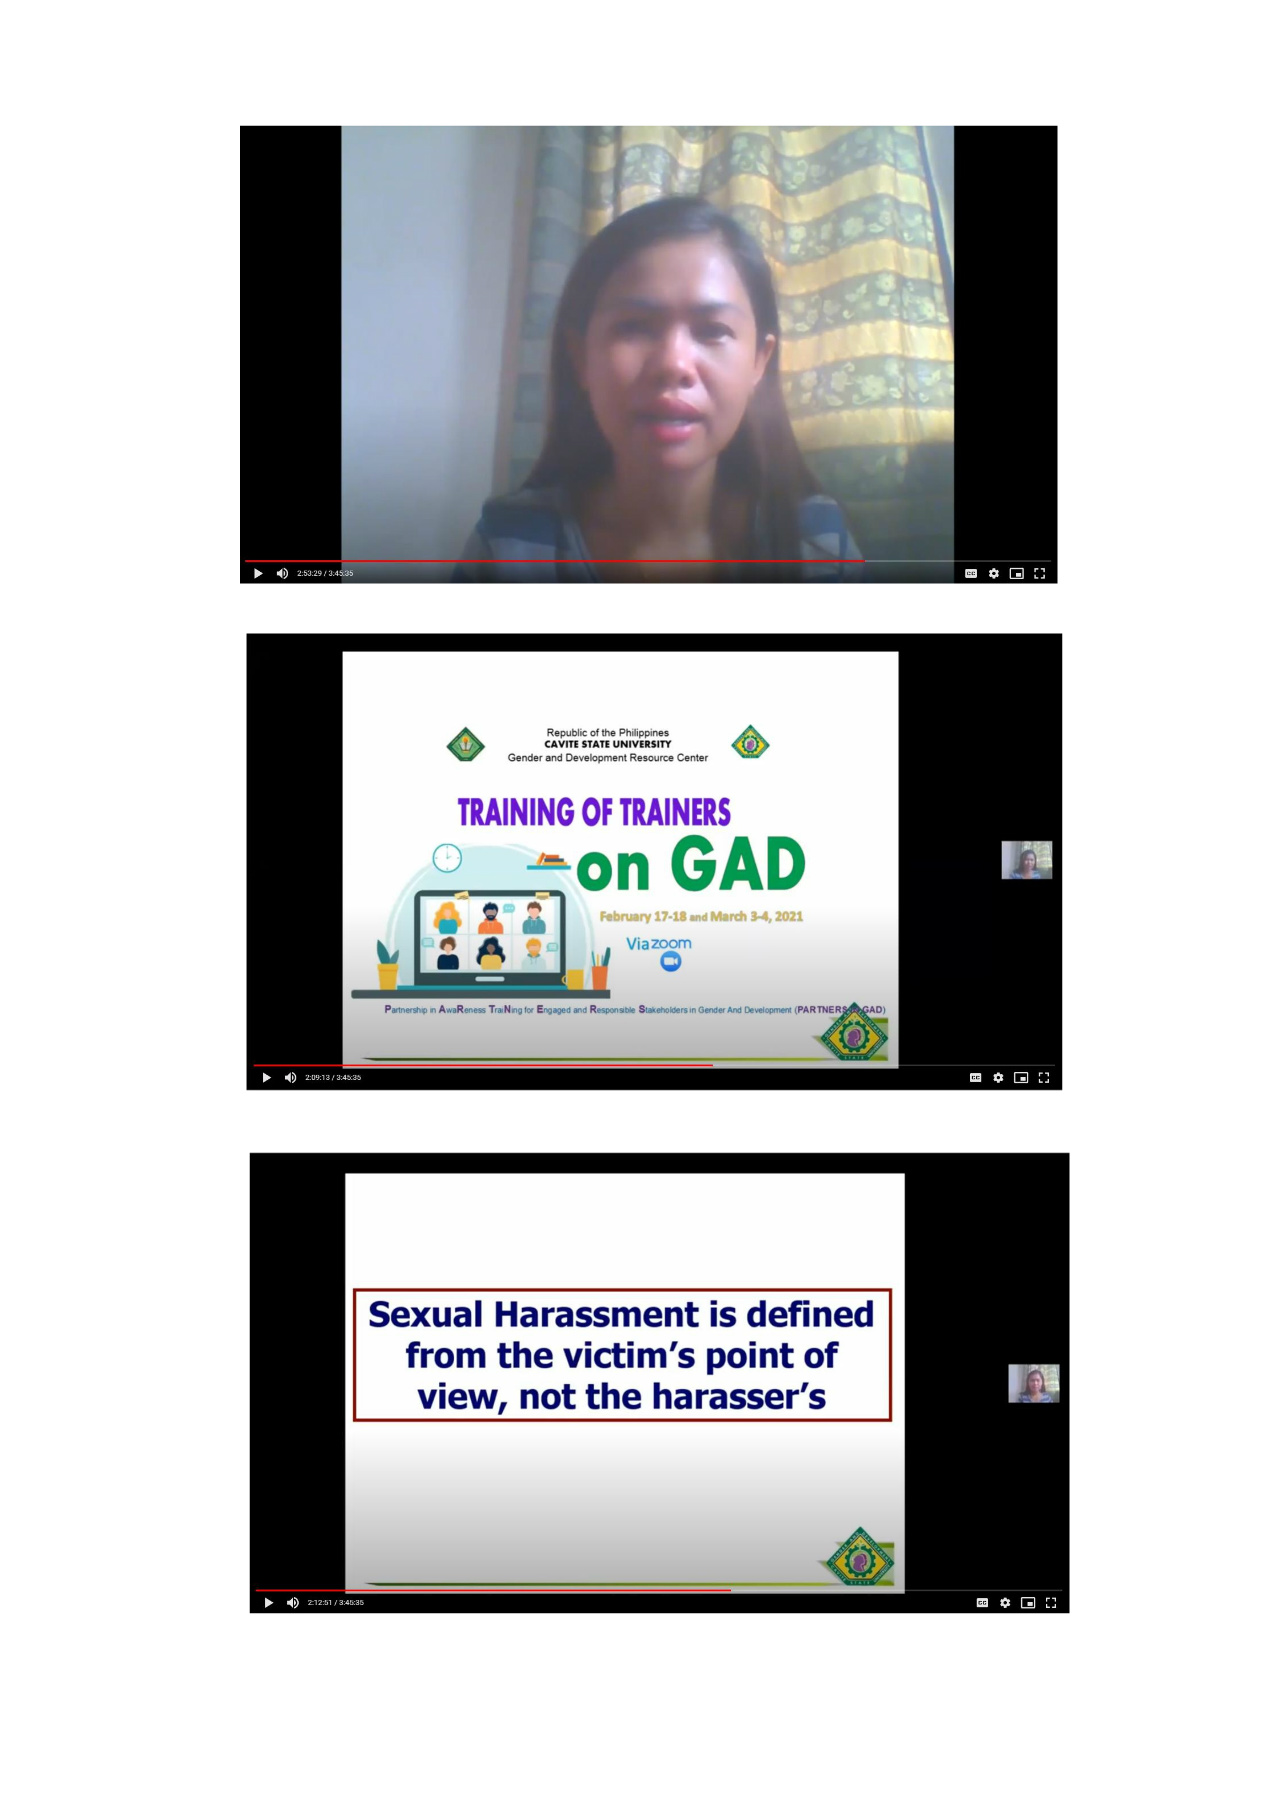 2:53:29 / 3:45:35
CC
Republic of the Philippines
CAVITE STATE UNIVERSITY
Gender and Development Resource Center
TRAINING OF TRAINERS
on GAD
February 17-18 and March 3-4, 2021
Via zoom
Partnership in AwaReness TraiNing for Engaged and Responsible Stakeholders in Gender And Development (PARTNERS GAD)
2:09:13 / 3:45:35
CC
Sexual Harassment is defined
from the victim's point of
view, not the harasser's
2:12:51 / 3:45:35
CC